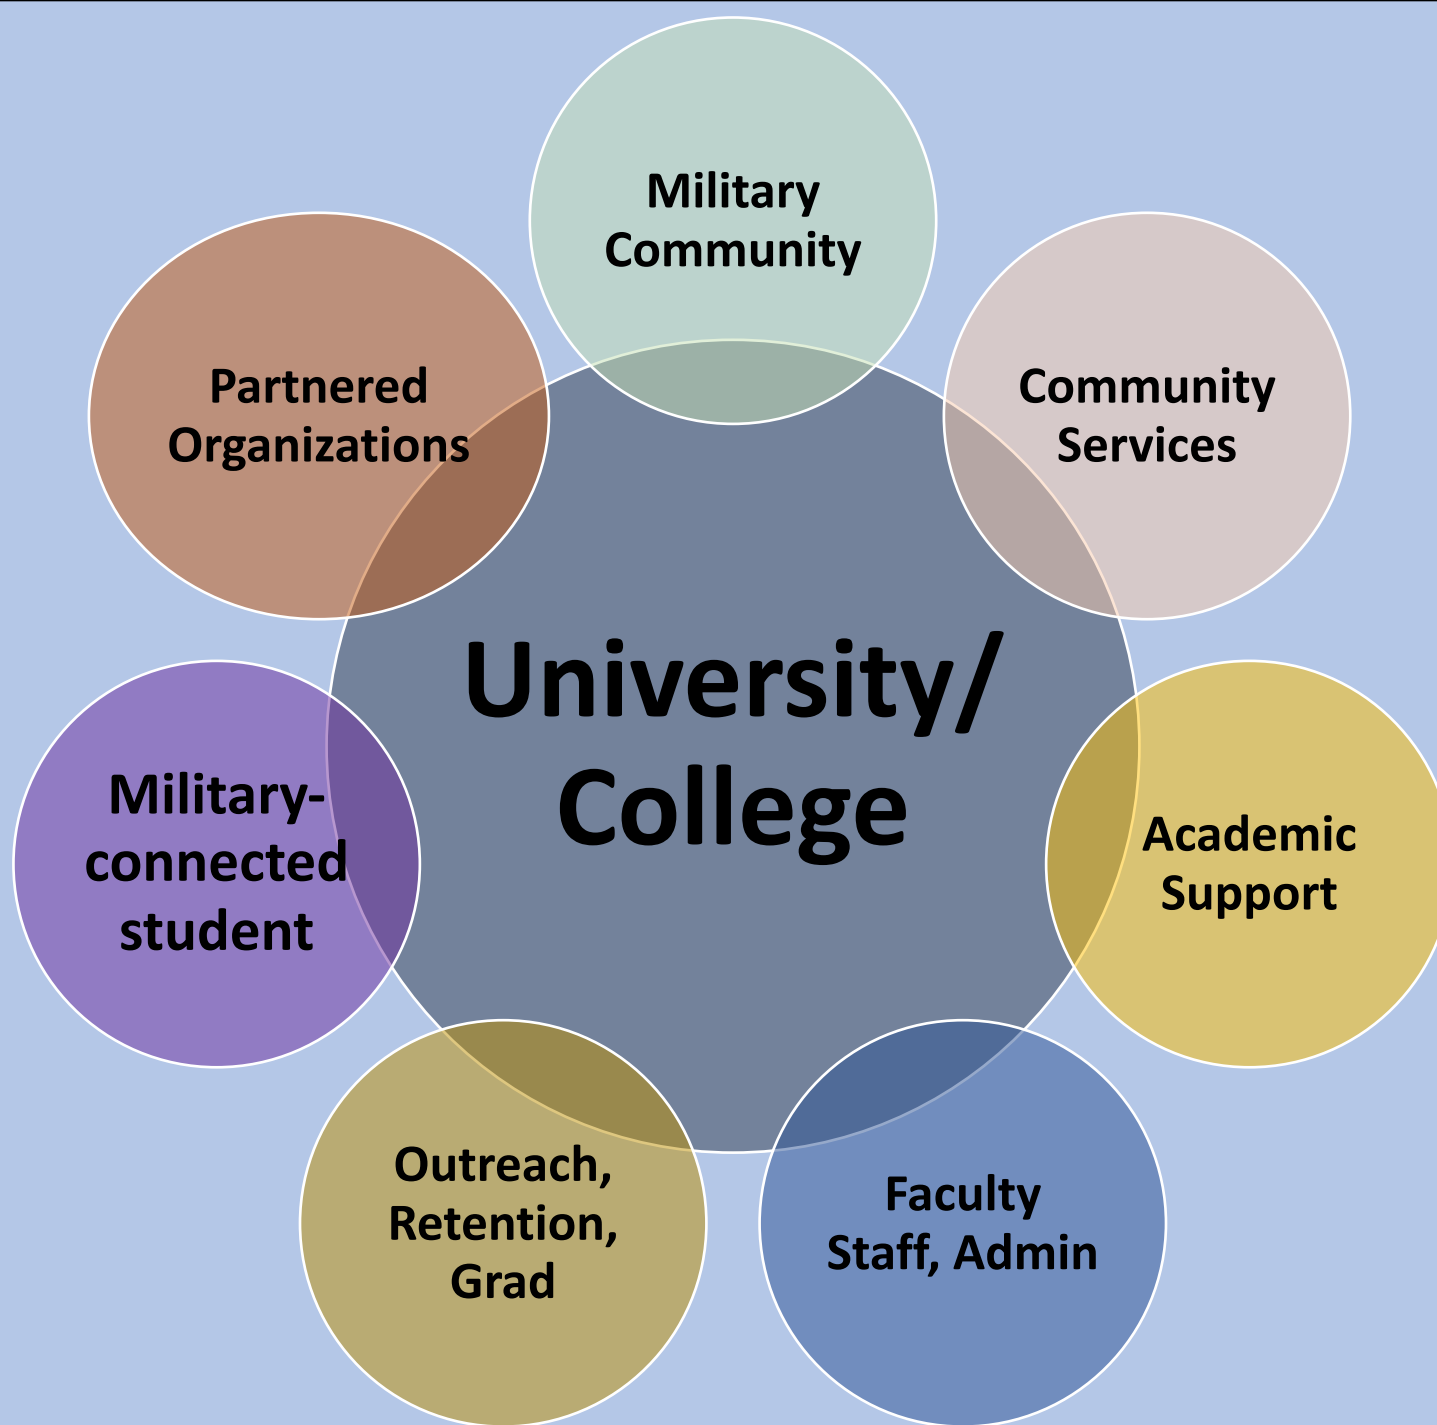 Military
Community
Partnered
Organizations
Community
Services
University/
College
Military-
connected
student
Academic
Support
Outreach,
Retention,
Grad
Faculty
Staff, Admin